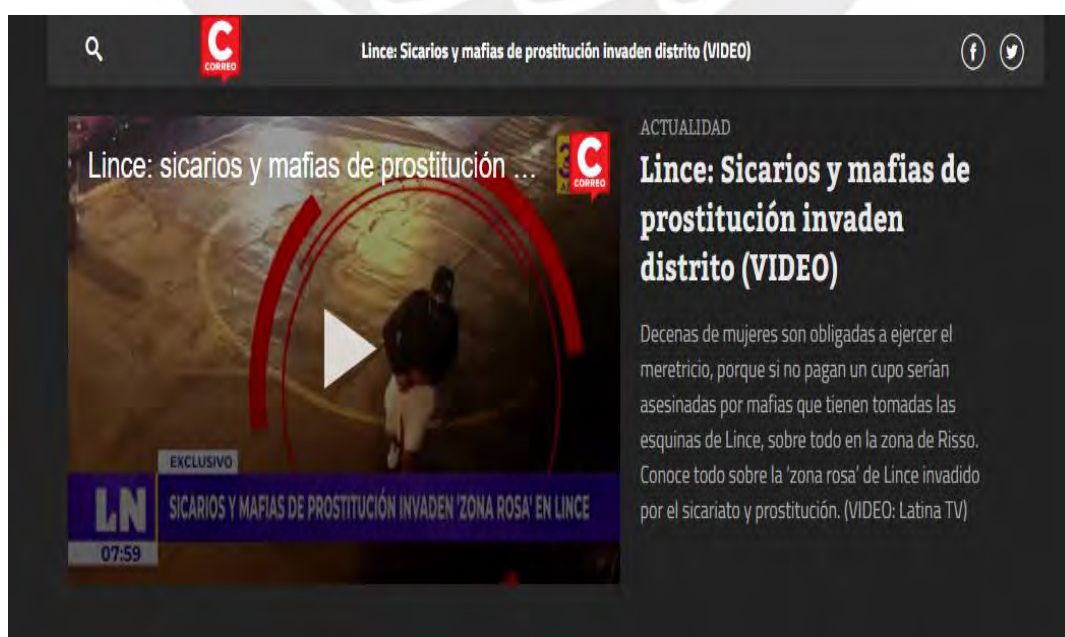 CORREO
Lince: Sicarios y mafias de prostitución invaden distrito (VIDEO)
Lince: sicarios y mafias de prostitución ...
CORREO
EXCLUSIVO
LN
SICARIOS Y MAFIAS DE PROSTITUCIÓN INVADEN 'ZONA ROSA' EN LINCE
07:59
ACTUALIDAD
Lince: Sicarios y mafias de
prostitución invaden
distrito (VIDEO)
Decenas de mujeres son obligadas a ejercer el
meretricio, porque si no pagan un cupo serían
asesinadas por mafias que tienen tomadas las
esquinas de Lince, sobre todo en la zona de Risso.
Conoce todo sobre la 'zona rosa' de Lince invadido
por el sicariato y prostitución. (VIDEO: Latina TV)